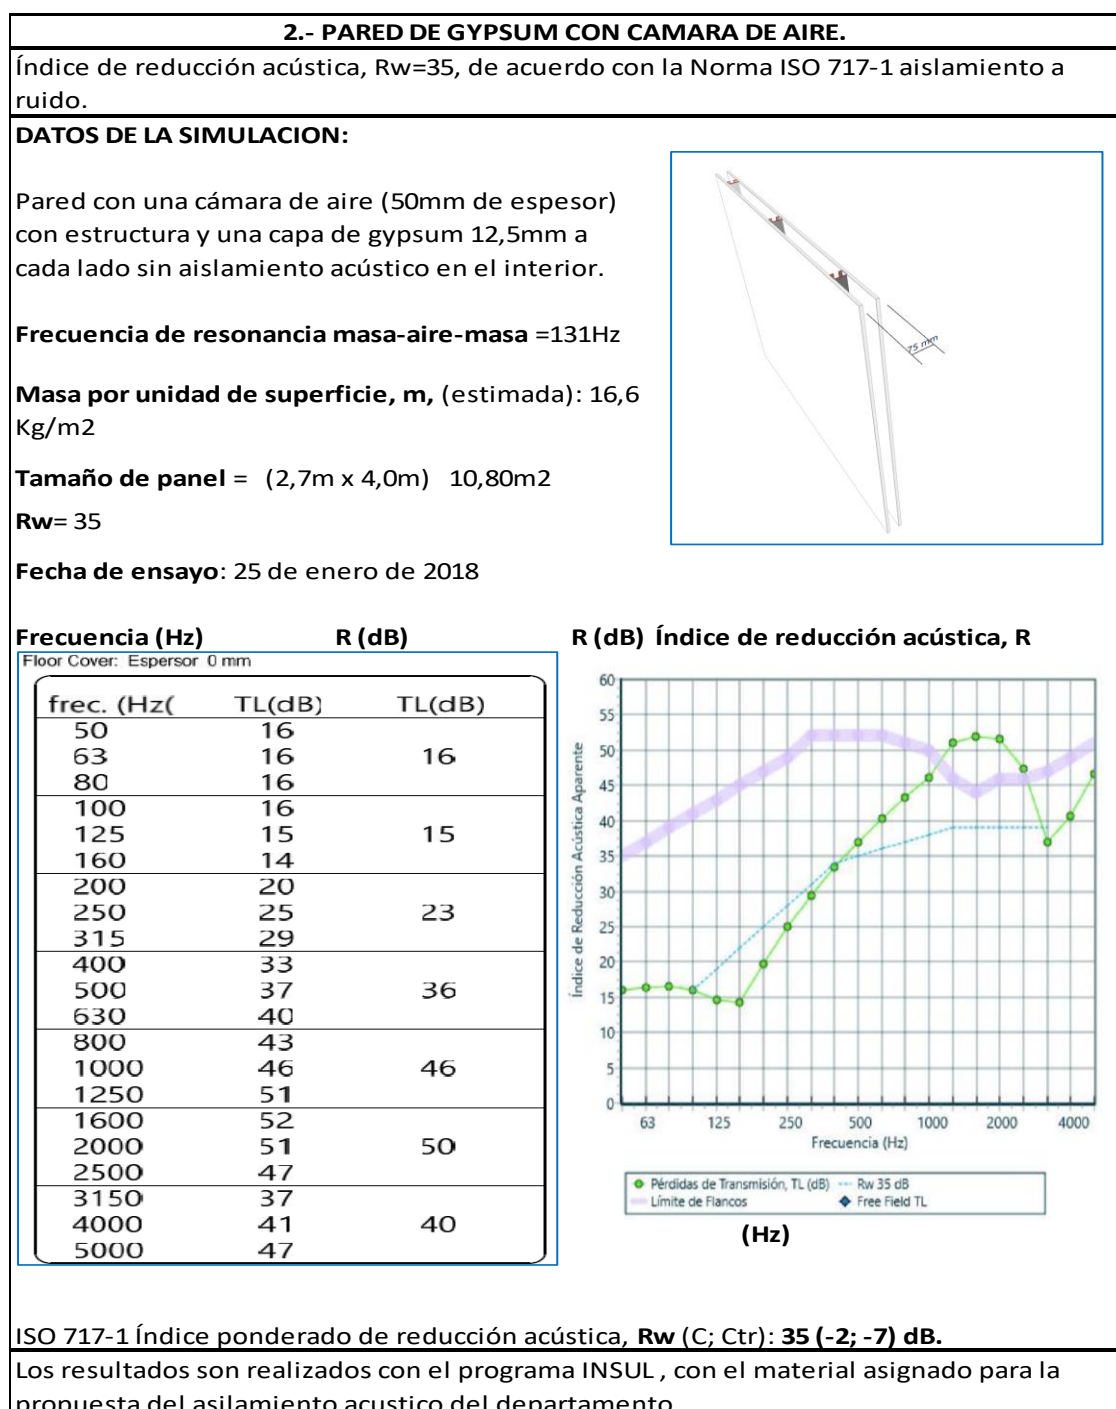 2.- PARED DE GYPSUM CON CAMARA DE AIRE.
Índice de reducción acústica, Rw=35, de acuerdo con la Norma ISO 717-1 aislamiento a
ruido.
DATOS DE LA SIMULACION:
Pared con una cámara de aire (50mm de espesor)
con estructura y una capa de gypsum 12,5mm a
cada lado sin aislamiento acústico en el interior.
Frecuencia de resonancia masa-aire-masa =131Hz
Masa por unidad de superficie, m, (estimada): 16,6
Kg/m2
Tamaño de panel = (2,7m x 4,0m) 10,80m2
Rw= 35
Fecha de ensayo: 25 de enero de 2018
75 mm
Frecuencia (Hz) R (dB) R (dB) Índice de reducción acústica, R
Floor Cover: Espersor 0 mm
frec. (Hz( TL(dB) TL(dB)
50 16
63 16 16
80 16
100 16
125 15 15
160 14
200 20
250 25 23
315 29
400 33
500 37 36
630 40
800 43
1000 46 46
1250 51
1600 52
2000 51 50
2500 47
3150 37
4000 41 40
5000 47
Índice de Reducción Acústica Aparente
60
55
50
45
40
35
30
25
20
15
10
5
0
63 125 250 500 1000 2000 4000
Frecuencia (Hz)
Pérdidas de Transmisión, TL (dB) Rw 35 dB
Límite de Flancos Free Field TL
(Hz)
ISO 717-1 Índice ponderado de reducción acústica, Rw (C; Ctr): 35 (-2; -7) dB.
Los resultados son realizados con el programa INSUL , con el material asignado para la
propuesta del asilamiento acustico del departamento